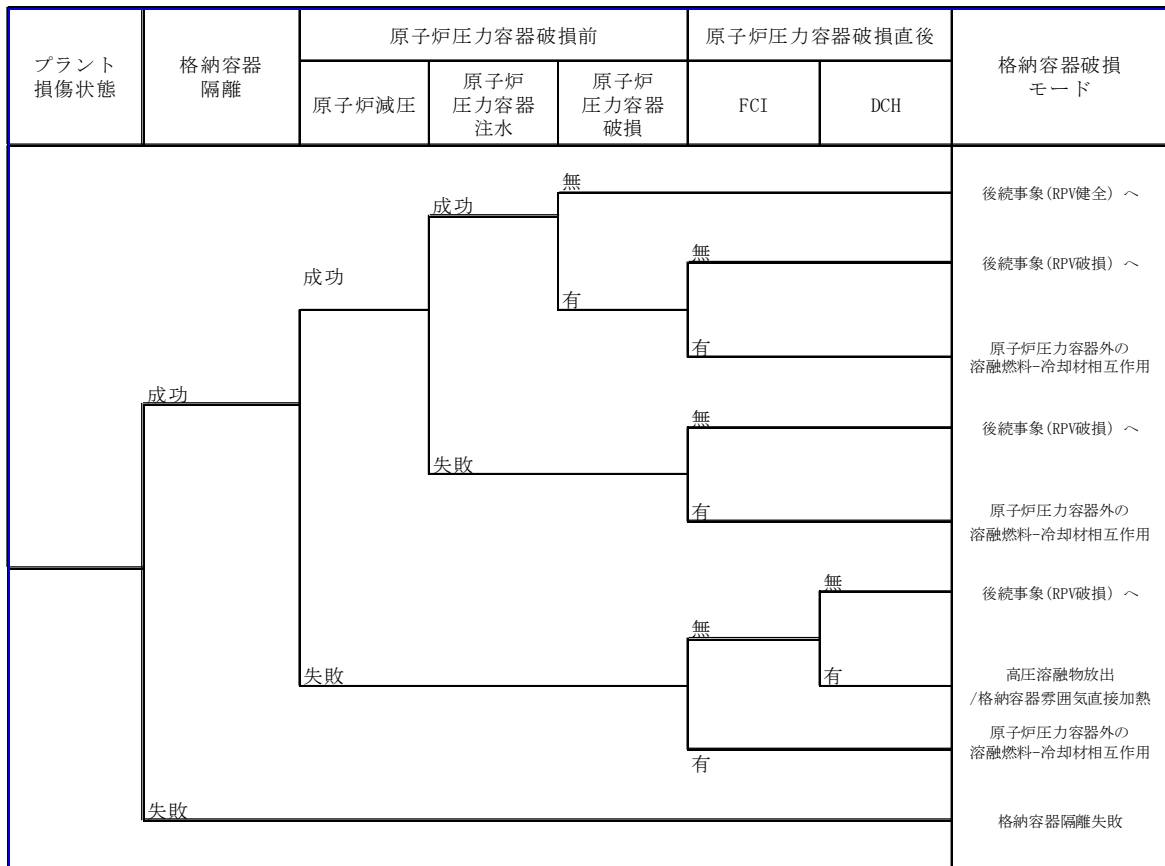 プラント
損傷状態
格納容器
隔離
原子炉圧力容器破損前
原子炉減圧
原子炉
圧力容器
注水
原子炉
圧力容器
破損
原子炉圧力容器破損直後
FCI
DCH
格納容器破損
モード
無
後続事象(RPV健全) へ
成功
無
後続事象(RPV破損) へ
成功
有
有
原子炉圧力容器外の
溶融燃料-冷却材相互作用
成功
無
後続事象(RPV破損) へ
失敗
有
原子炉圧力容器外の
溶融燃料-冷却材相互作用
無
後続事象(RPV破損) へ
無
失敗
有
高圧溶融物放出
/格納容器雰囲気直接加熱
有
原子炉圧力容器外の
溶融燃料-冷却材相互作用
失敗
格納容器隔離失敗